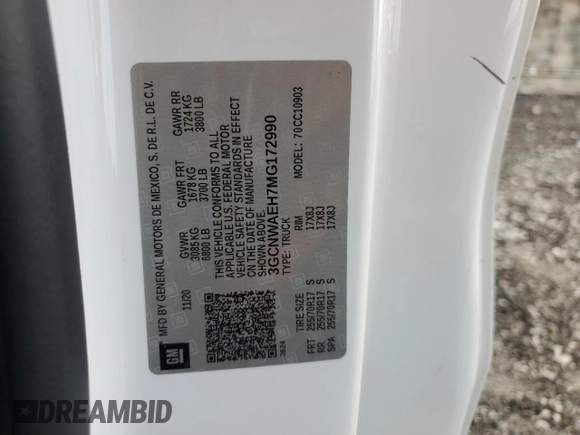 MFD BY GENERAL MOTORS DE MEXICO, S. DE R.L. DE C.V.
11/20 GVWR GAWR FRT GAWR RR
3085 KG 1678 KG 1724 KG
6800 LB 3700 LB 3800 LB
THIS VEHICLE CONFORMS TO ALL
APPLICABLE U.S. FEDERAL MOTOR
VEHICLE SAFETY STANDARDS IN EFFECT
ON THE DATE OF MANUFACTURE
SHOWN ABOVE.
3GCNWAEH7MG172990
TYPE: TRUCK MODEL: 70CC10903
TIRE SIZE RIM
FRT 255/70R17 S 17X8J
RR 255/70R17 S 17X8J
SPA 255/70R17 S 17X8J
GM
DREAMBID